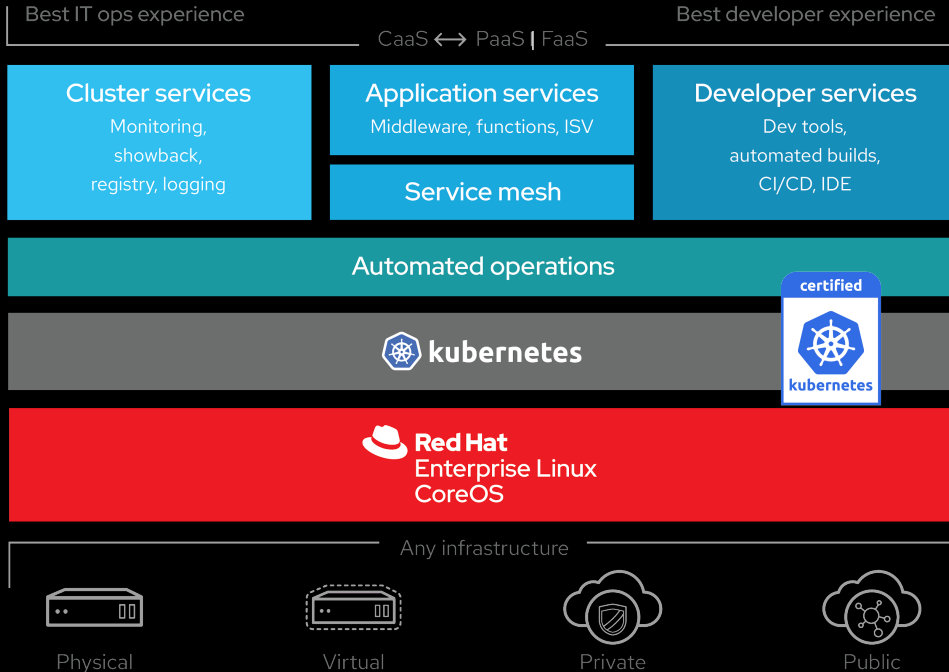 Best IT ops experience
Best developer experience
CaaS ⟷ PaaS | FaaS
Cluster services
Monitoring,
showback,
registry, logging
Application services
Middleware, functions, ISV
Service mesh
Developer services
Dev tools,
automated builds,
CI/CD, IDE
Automated operations
certified
kubernetes
kubernetes
Red Hat
Enterprise Linux
CoreOS
Any infrastructure
Physical
Virtual
Private
Public